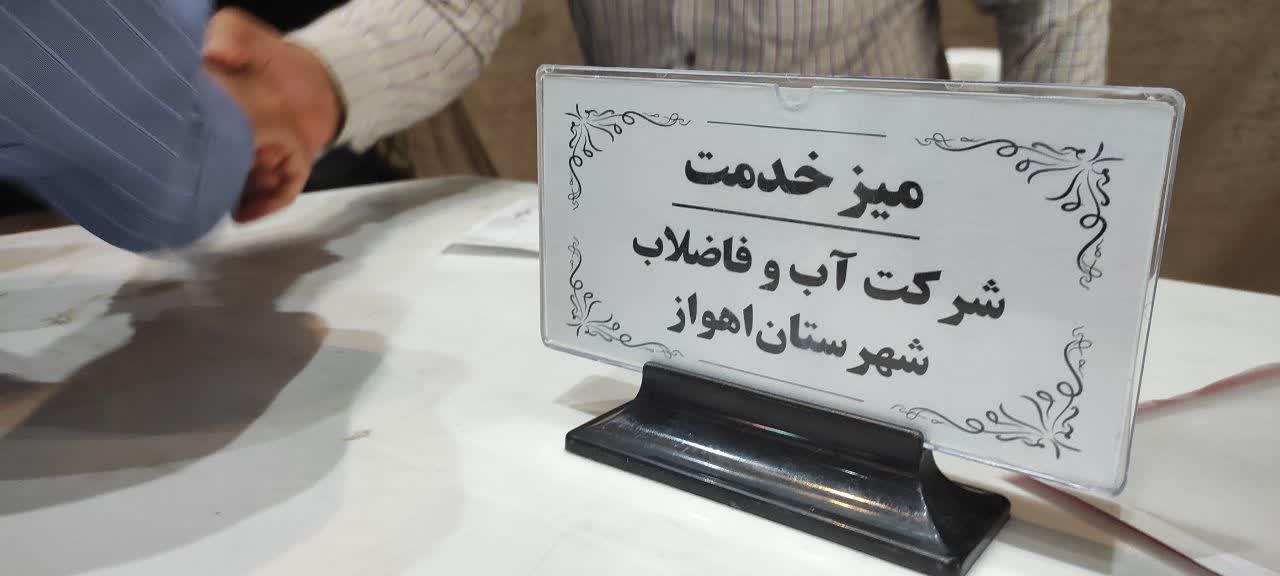 میز خدمت
شرکت آب و فاضلاب
شهرستان اهواز